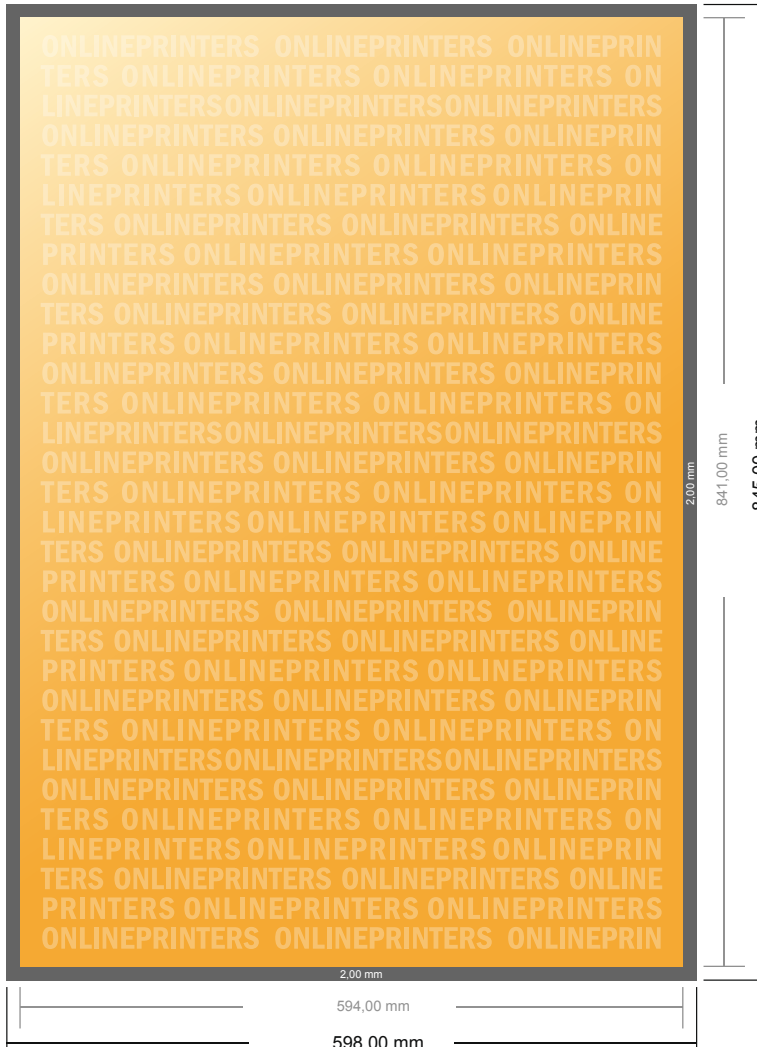 ONLINEPRINTERS ONLINEPRINTERS ONLINEPRIN
TERS ONLINEPRINTERS ONLINEPRINTERS ON
LINEPRINTERSONLINEPRINTERSONLINEPRINTERS
ONLINEPRINTERS ONLINEPRINTERS ONLINEPRIN
TERS ONLINEPRINTERS ONLINEPRINTERS ON
LINEPRINTERS ONLINEPRINTERS ONLINEPRIN
TERS ONLINEPRINTERS ONLINEPRINTERS ONLINE
PRINTERS ONLINEPRINTERS ONLINEPRINTERS
ONLINEPRINTERS ONLINEPRINTERS ONLINEPRIN
TERS ONLINEPRINTERS ONLINEPRINTERS ONLINE
PRINTERS ONLINEPRINTERS ONLINEPRINTERS
ONLINEPRINTERS ONLINEPRINTERS ONLINEPRIN
TERS ONLINEPRINTERS ONLINEPRINTERS ON
LINEPRINTERSONLINEPRINTERSONLINEPRINTERS
ONLINEPRINTERS ONLINEPRINTERS ONLINEPRIN
TERS ONLINEPRINTERS ONLINEPRINTERS ON
LINEPRINTERS ONLINEPRINTERS ONLINEPRIN
TERS ONLINEPRINTERS ONLINEPRINTERS ONLINE
PRINTERS ONLINEPRINTERS ONLINEPRINTERS
ONLINEPRINTERS ONLINEPRINTERS ONLINEPRIN
TERS ONLINEPRINTERS ONLINEPRINTERS ONLINE
PRINTERS ONLINEPRINTERS ONLINEPRINTERS
ONLINEPRINTERS ONLINEPRINTERS ONLINEPRIN
TERS ONLINEPRINTERS ONLINEPRINTERS ON
LINEPRINTERSONLINEPRINTERSONLINEPRINTERS
ONLINEPRINTERS ONLINEPRINTERS ONLINEPRIN
TERS ONLINEPRINTERS ONLINEPRINTERS ON
LINEPRINTERS ONLINEPRINTERS ONLINEPRIN
TERS ONLINEPRINTERS ONLINEPRINTERS ONLINE
PRINTERS ONLINEPRINTERS ONLINEPRINTERS
ONLINEPRINTERS ONLINEPRINTERS ONLINEPRIN
2,00 mm
841,00 mm
845,00 mm
2,00 mm
594,00 mm
598,00 mm